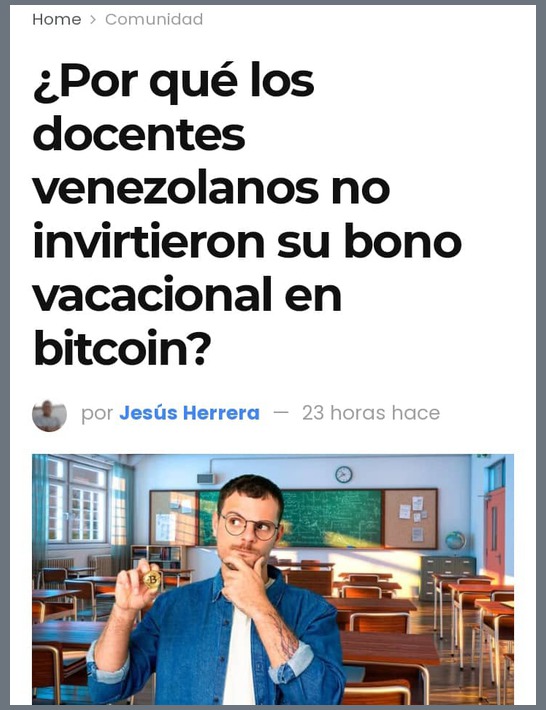 Home > Comunidad
¿Por qué los
docentes
venezolanos no
invirtieron su bono
vacacional en
bitcoin?
por Jesús Herrera — 23 horas hace